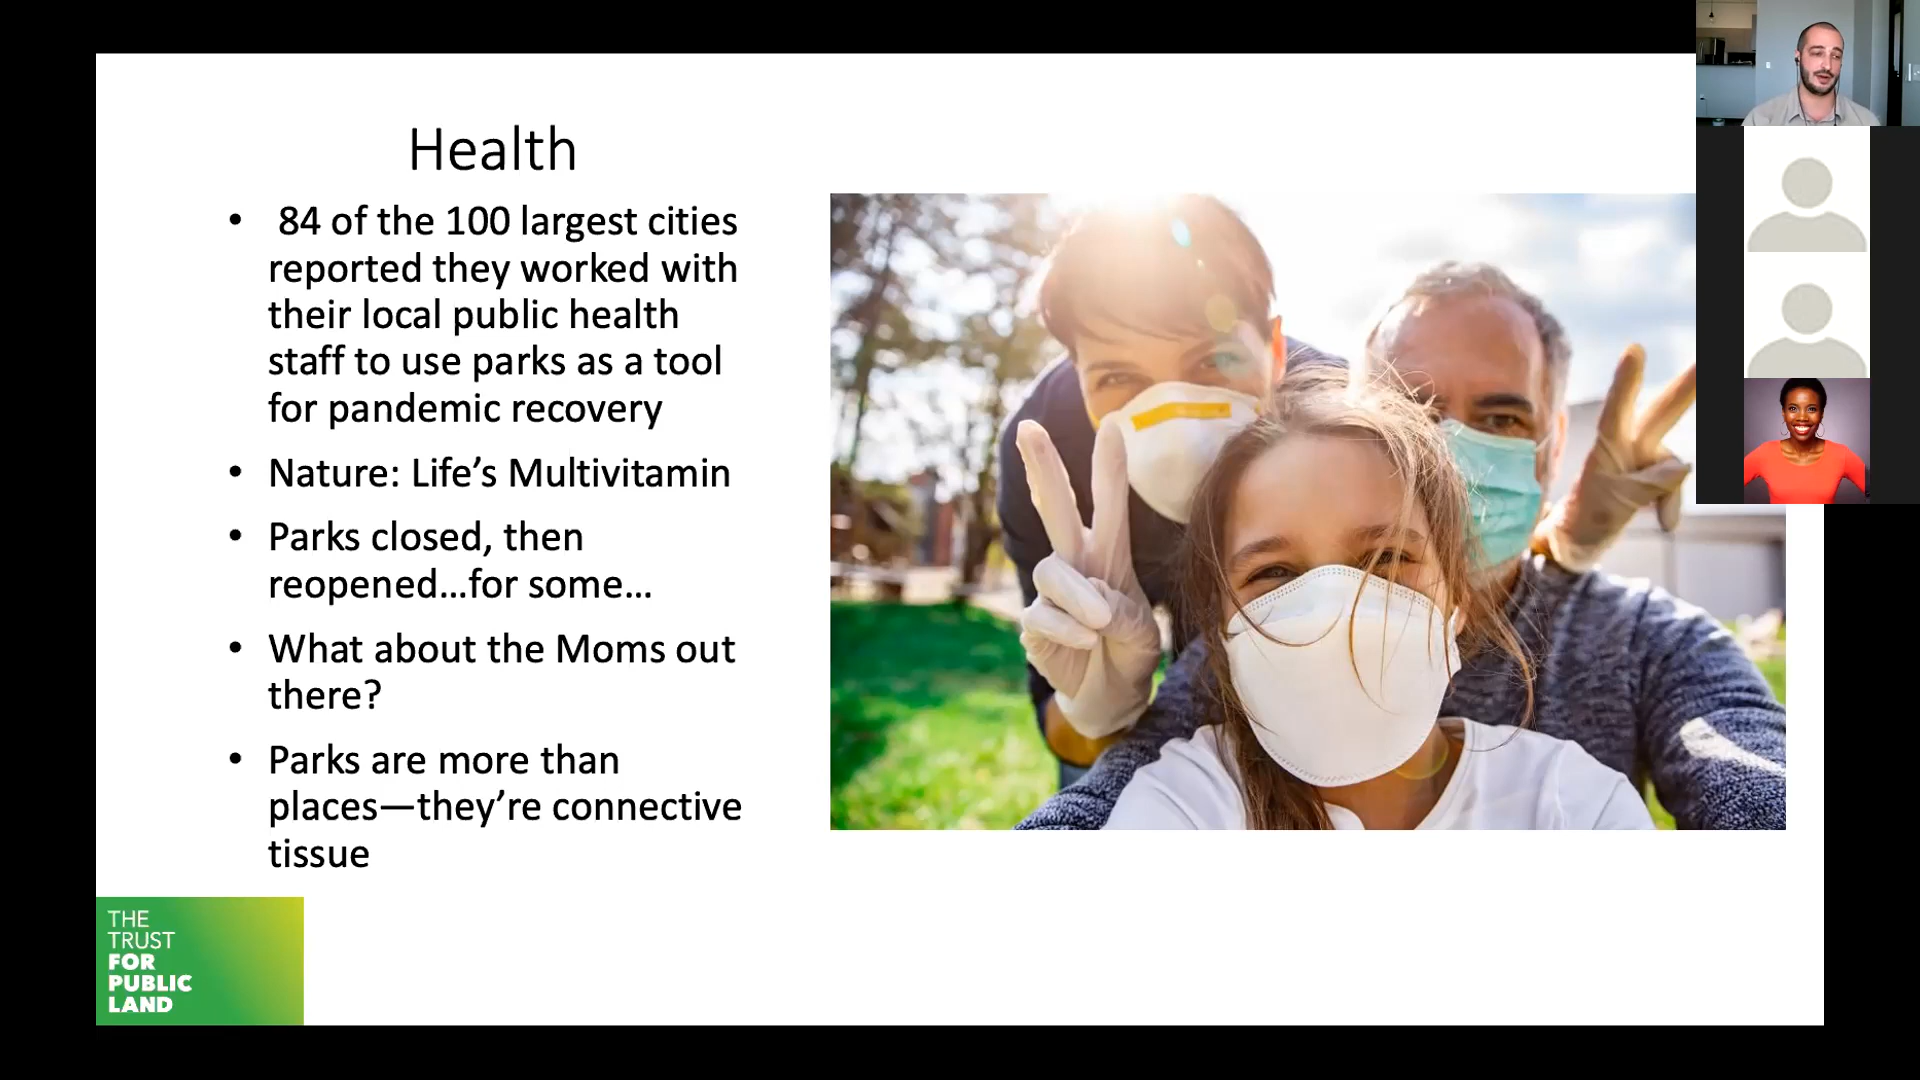 Health
• 84 of the 100 largest cities
reported they worked with
their local public health
staff to use parks as a tool
for pandemic recovery
• Nature: Life’s Multivitamin
• Parks closed, then
reopened…for some…
• What about the Moms out
there?
• Parks are more than
places—they’re connective
tissue
THE
TRUST
FOR
PUBLIC
LAND